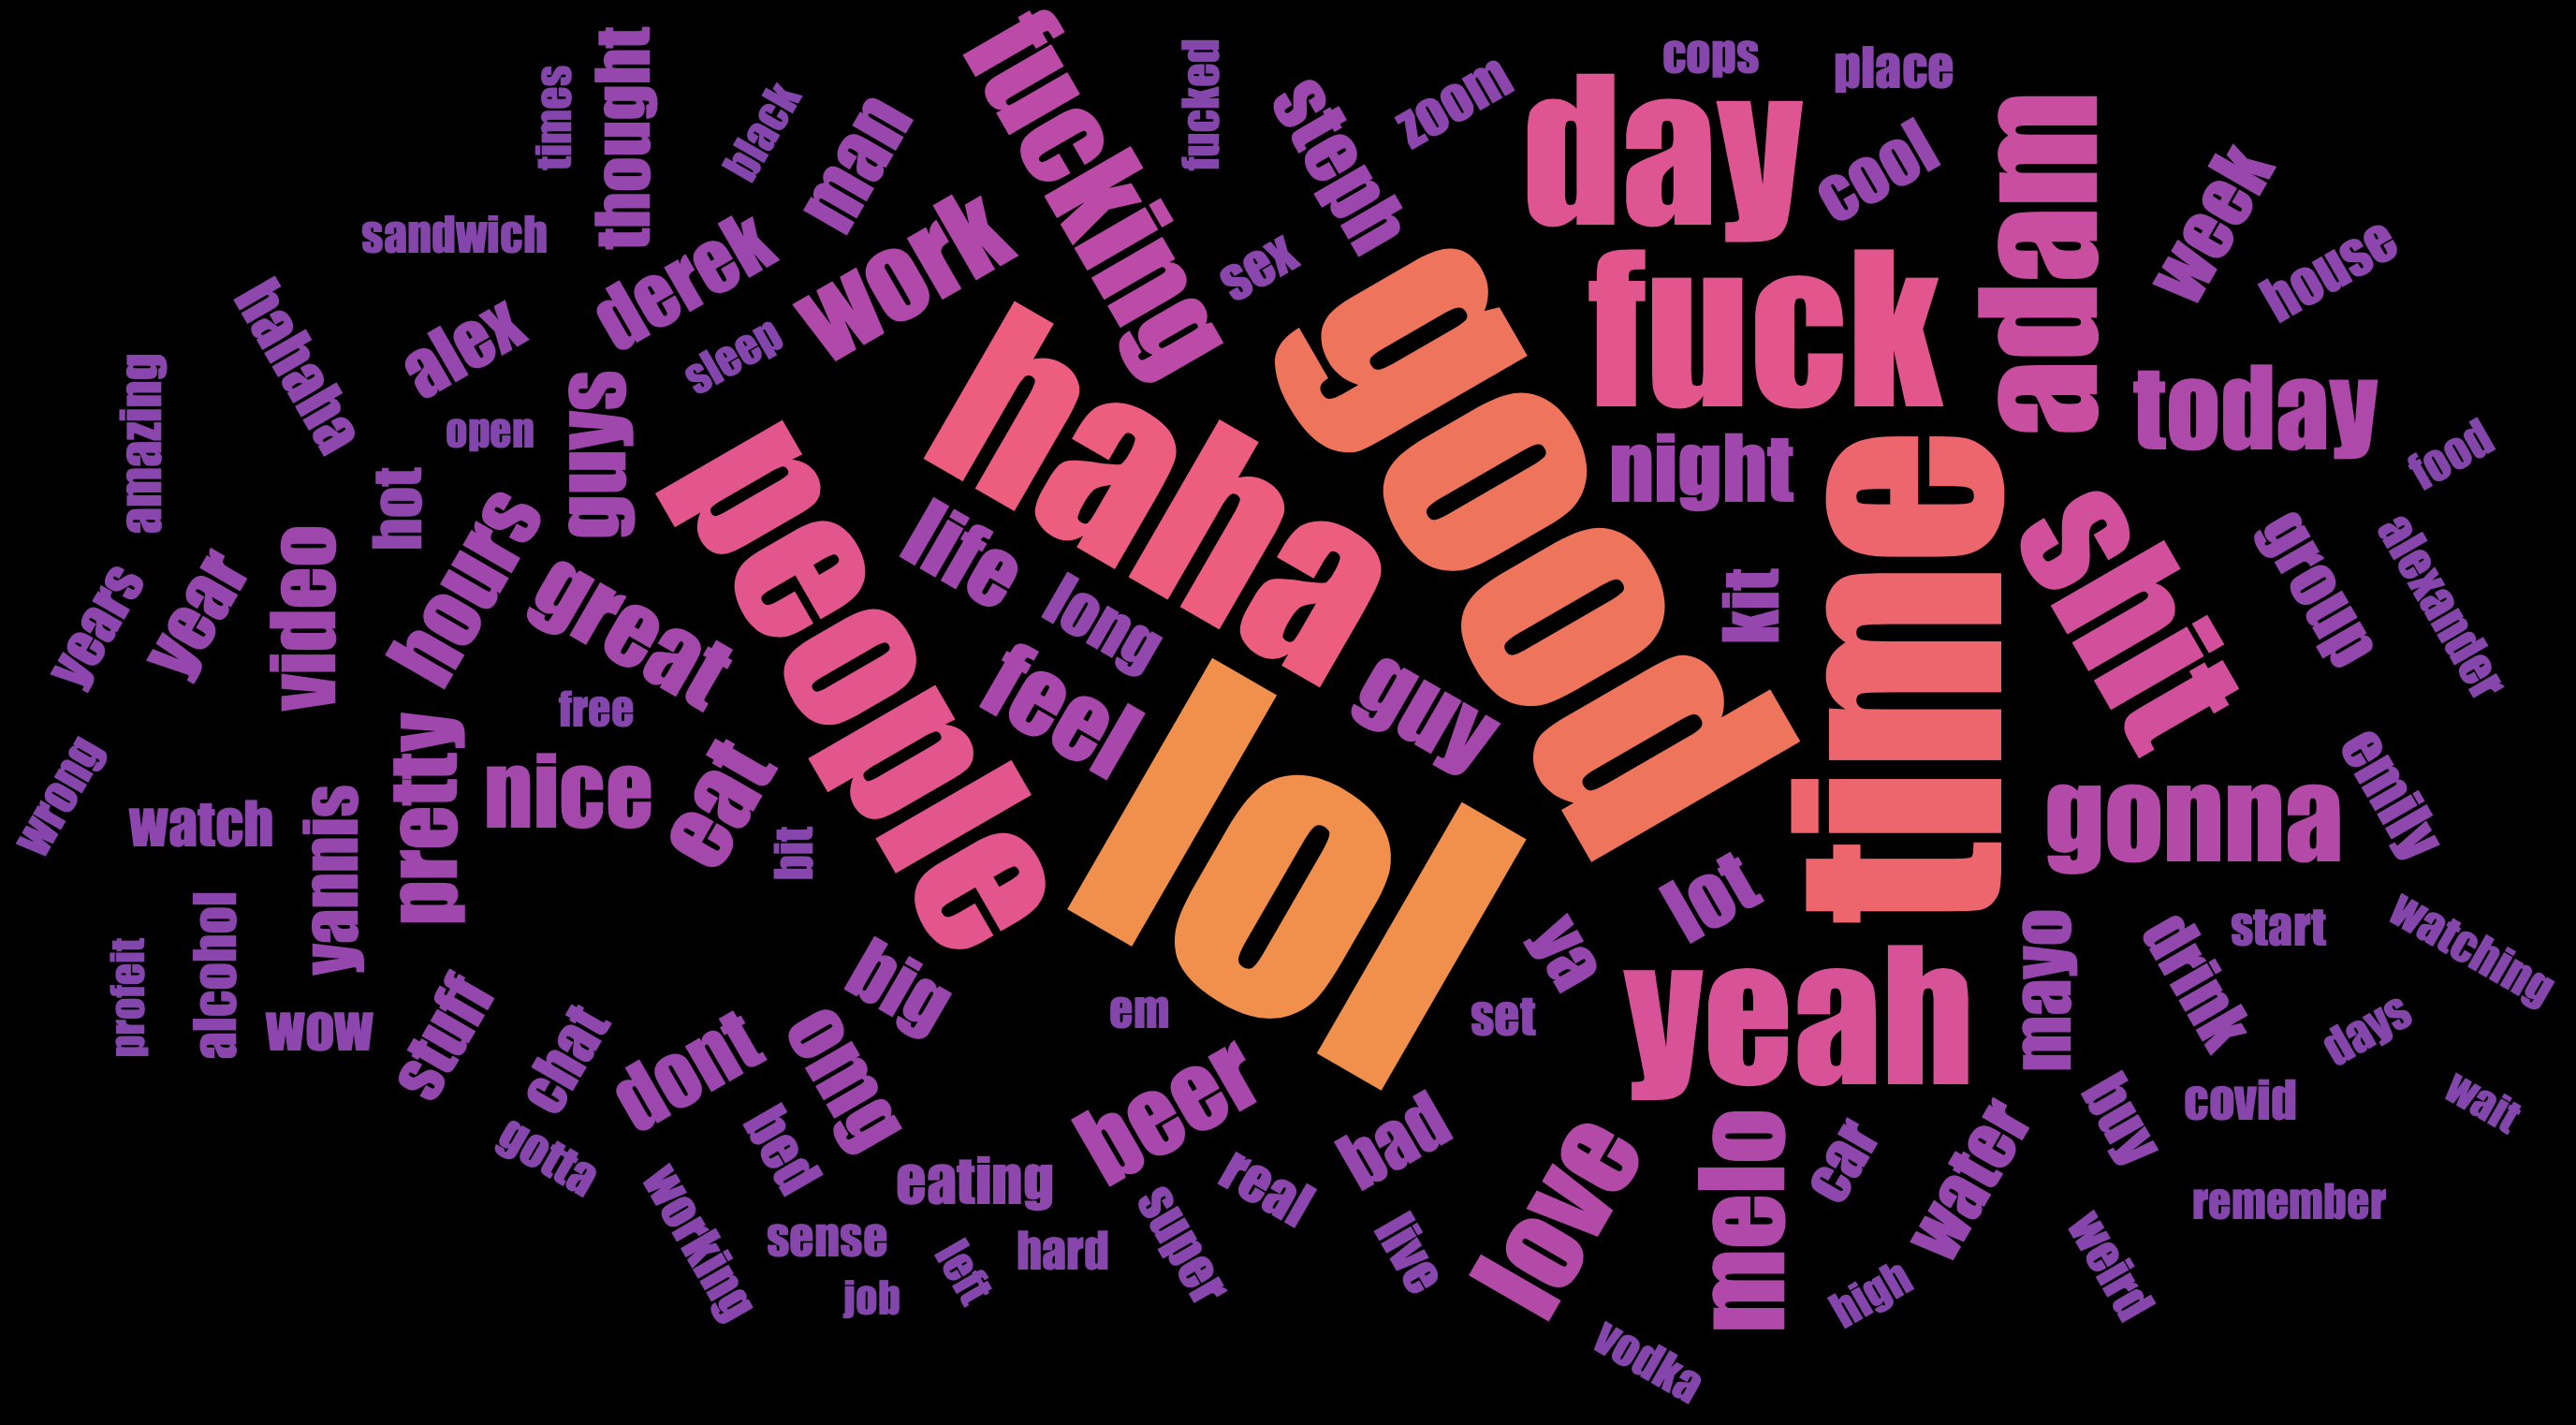 fucking
fucked
steph
zoom
cops
place
day
cool
adam
week
house
times
thought
black
man
sandwich
derek
work
sex
good
fuck
hahaha
alex
sleep
haha
today
amazing
open
guys
people
night
food
hot
hours
life
long
time
kit
shit
group
alexander
years
year
video
great
feel
guy
free
wrong
watch
yannis
pretty
nice
eat
bit
lol
lot
gonna
emily
profeit
alcohol
wow
stuff
chat
dont
omg
big
em
set
ya
yeah
mayo
drink
start
watching
days
gotta
bed
beer
bad
love
melo
car
water
buy
covid
wait
working
sense
eating
job
left
hard
super
real
live
vodka
high
weird
remember